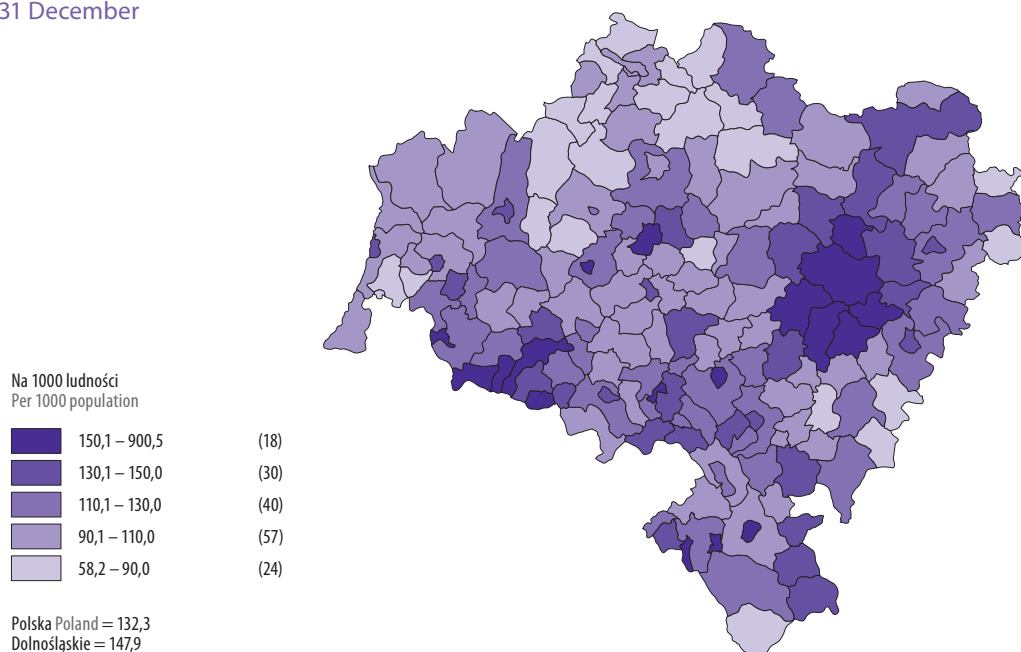 31 December
Na 1000 ludności
Per 1000 population
150,1 – 900,5 (18)
130,1 – 150,0 (30)
110,1 – 130,0 (40)
90,1 – 110,0 (57)
58,2 – 90,0 (24)
Polska Poland = 132,3
Dolnośląskie = 147,9